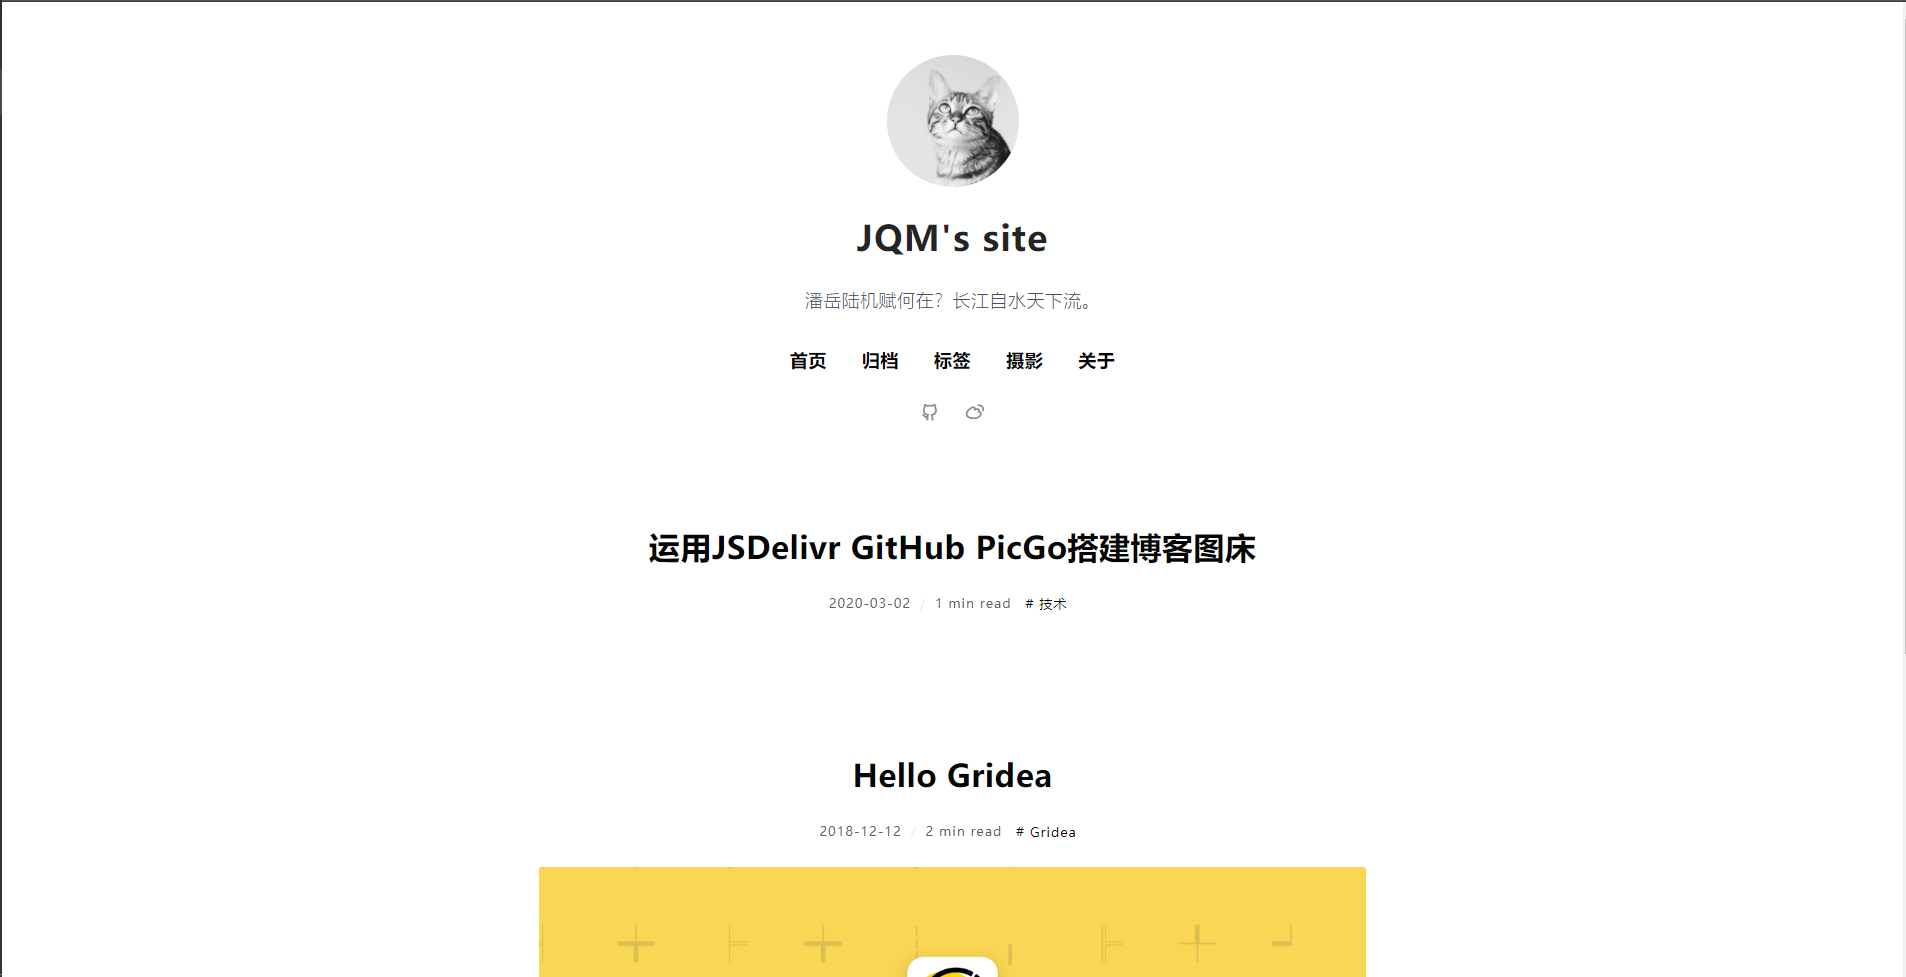 JQM's site
潘岳陆机赋何在？长江自水天下流。
首页 归档 标签 摄影 关于
运用JSDelivr GitHub PicGo搭建博客图床
2020-03-02 / 1 min read # 技术
Hello Gridea
2018-12-12 / 2 min read # Gridea